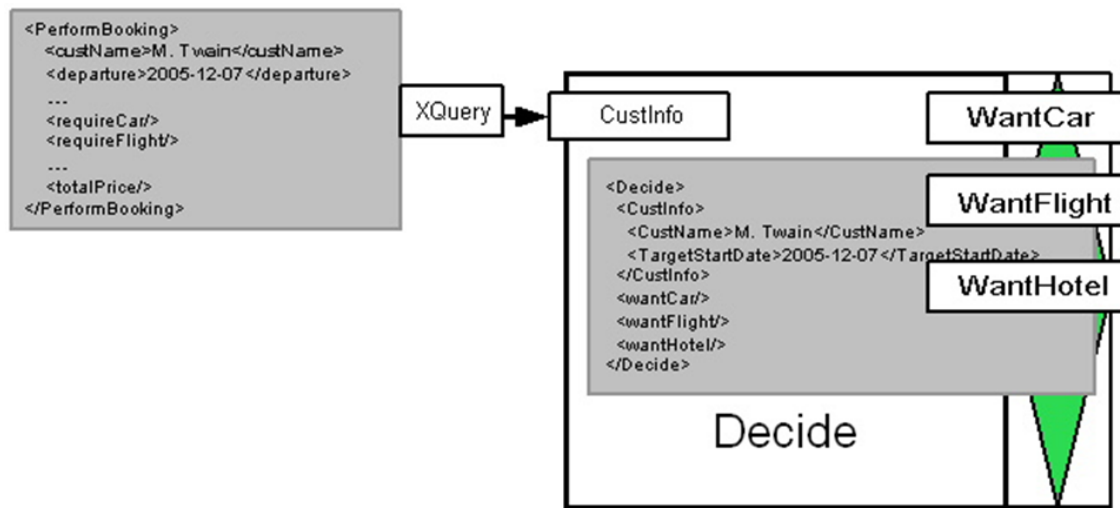 <PerformBooking>
<custName>M. Twain</custName>
<departure>2005-12-07</departure>
...
<requireCar/>
<requireFlight/>
...
<totalPrice/>
</PerformBooking>
XQuery
CustInfo
WantCar
<Decide>
<CustInfo>
<CustName>M. Twain</CustName>
<TargetStartDate>2005-12-07</TargetStartDate>
</CustInfo>
<wantCar/>
<wantFlight/>
<wantHotel/>
</Decide>
WantFlight
WantHotel
Decide